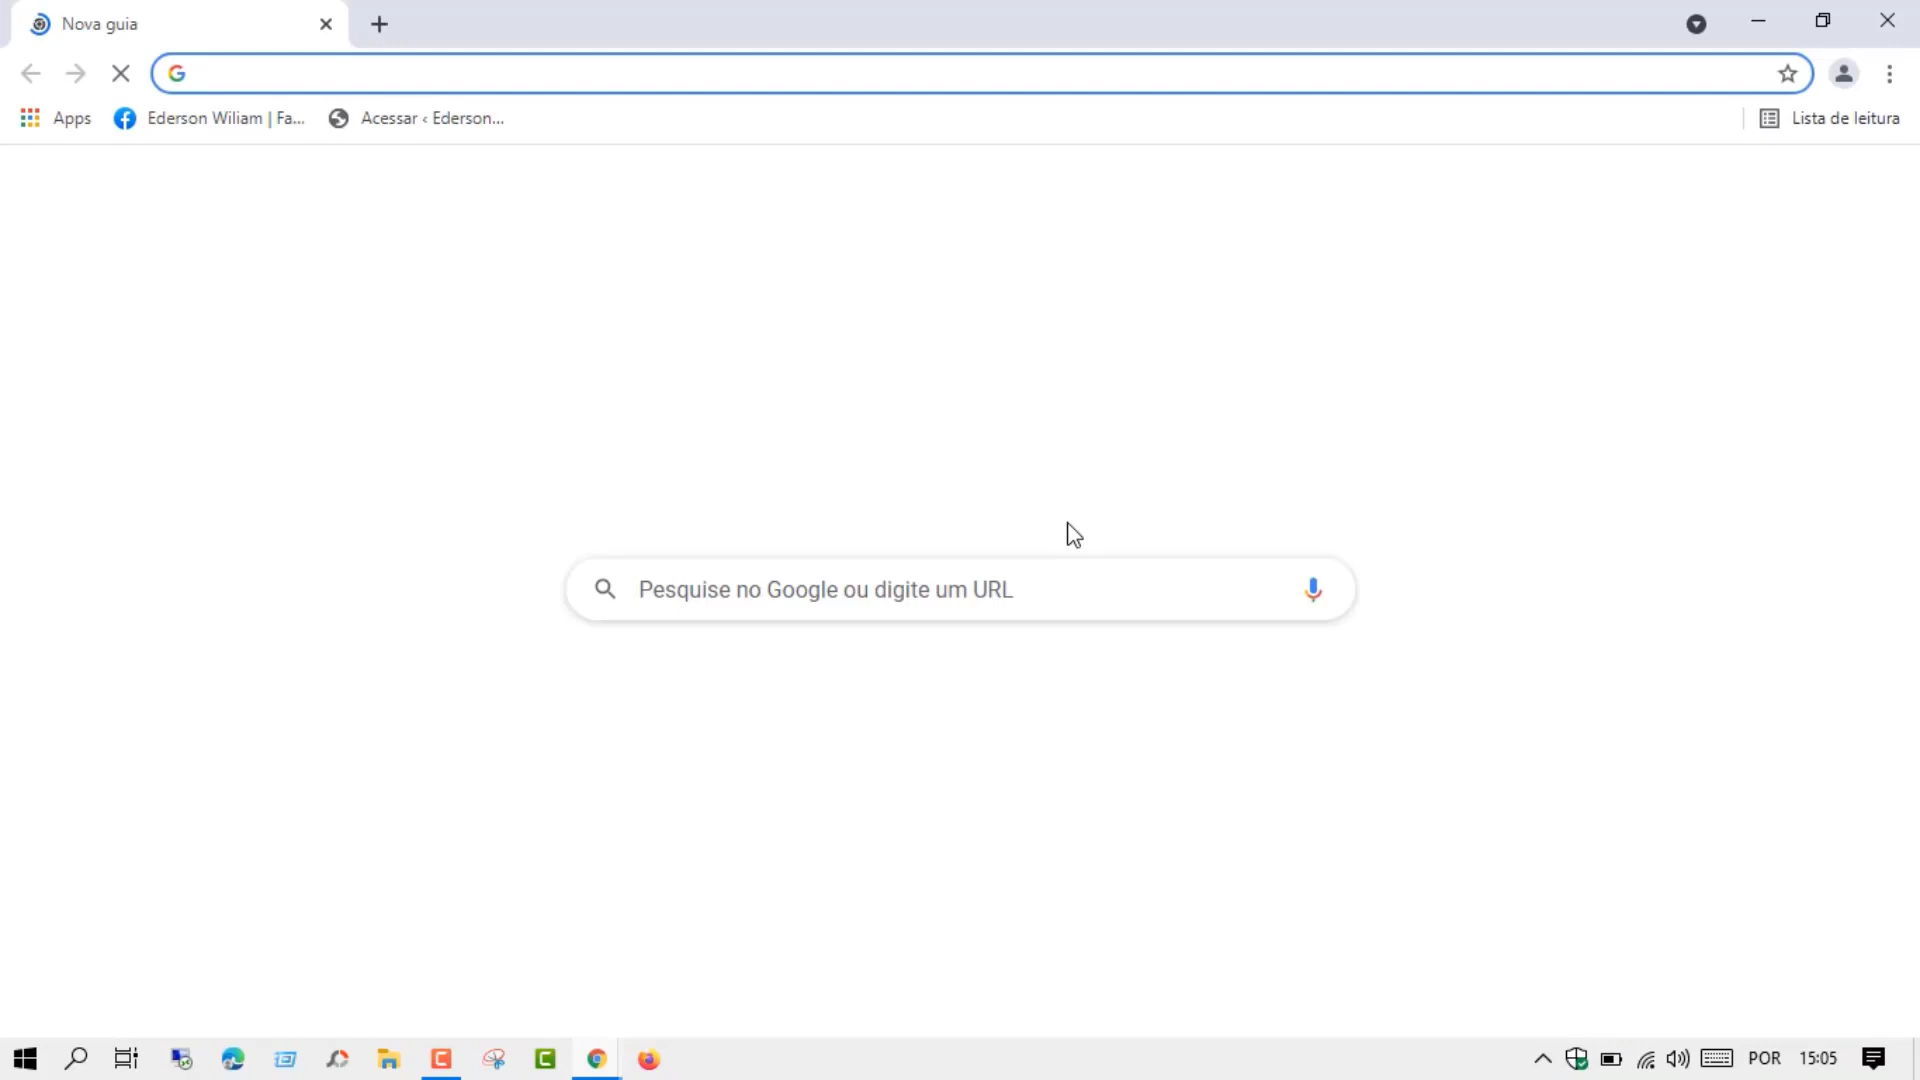 Nova guia
Apps
Ederson Wiliam | Fa...
Acessar ‹ Ederson...
Lista de leitura
Pesquise no Google ou digite um URL
POR
15:05